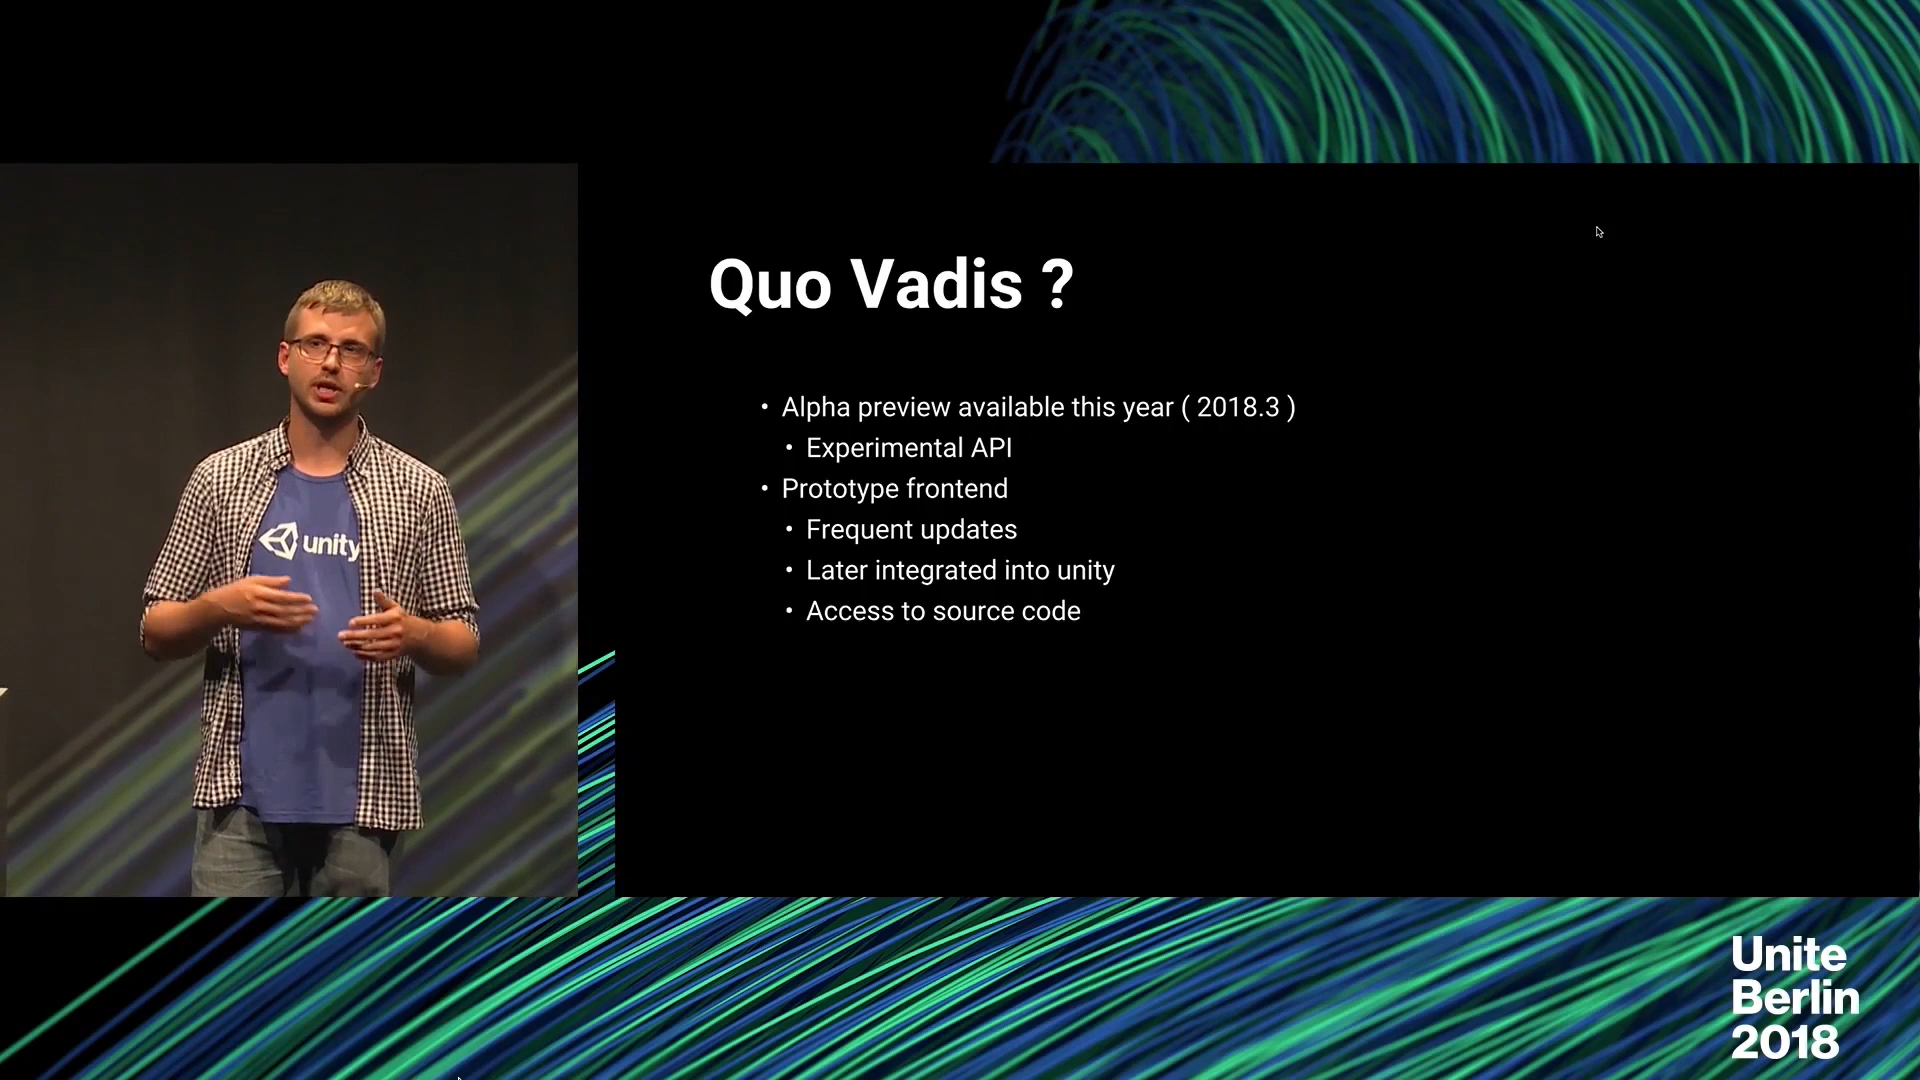 Quo Vadis ?
• Alpha preview available this year ( 2018.3 )
• Experimental API
• Prototype frontend
• Frequent updates
• Later integrated into unity
• Access to source code
unity
Unite
Berlin
2018